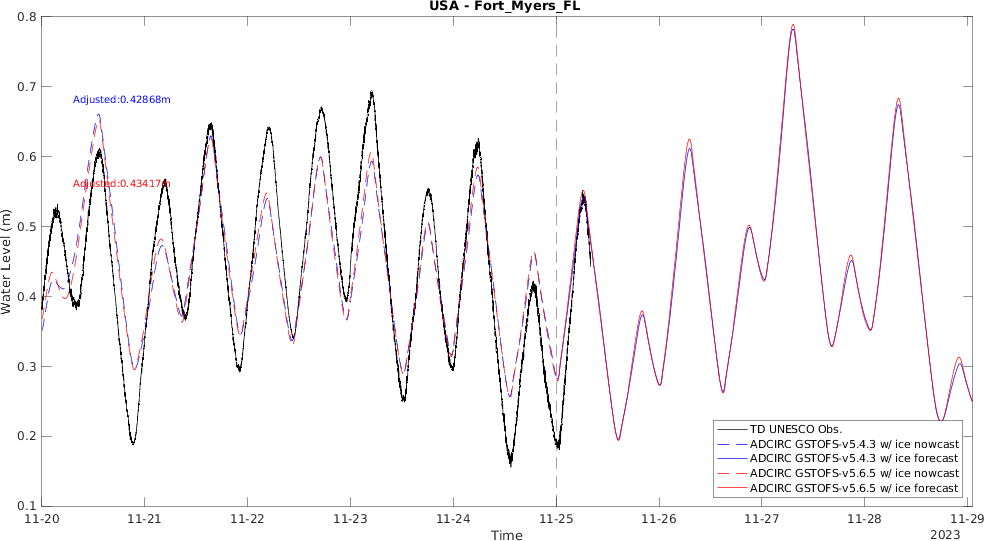 USA - Fort_Myers_FL
0.8
0.7
0.6
0.5
0.4
0.3
0.2
0.1
Water Level (m)
Adjusted:0.42868m
Adjusted:0.43417m
TD UNESCO Obs.
ADCIRC GSTOFS-v5.4.3 w/ ice nowcast
ADCIRC GSTOFS-v5.4.3 w/ ice forecast
ADCIRC GSTOFS-v5.6.5 w/ ice nowcast
ADCIRC GSTOFS-v5.6.5 w/ ice forecast
11-20 11-21 11-22 11-23 11-24 11-25 11-26 11-27 11-28 11-29
Time
2023